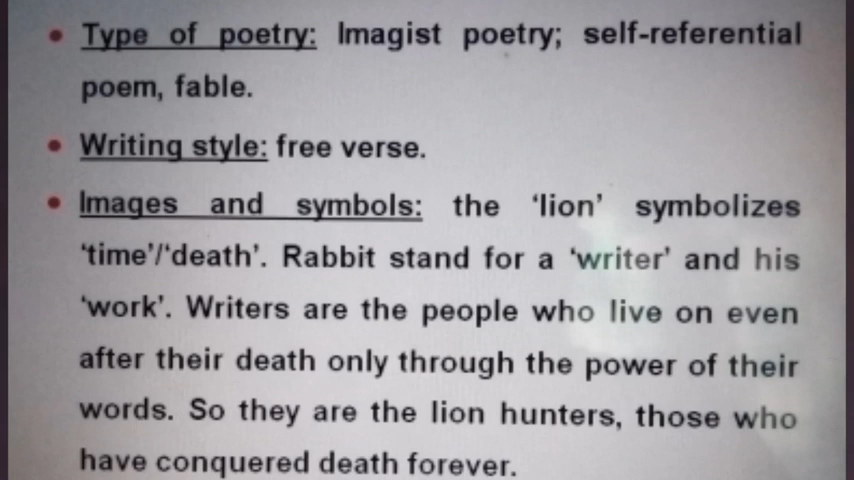 • Type of poetry: Imagist poetry; self-referential
poem, fable.
• Writing style: free verse.
• Images and symbols: the ‘lion’ symbolizes
‘time’/‘death’. Rabbit stand for a ‘writer’ and his
‘work’. Writers are the people who live on even
after their death only through the power of their
words. So they are the lion hunters, those who
have conquered death forever.